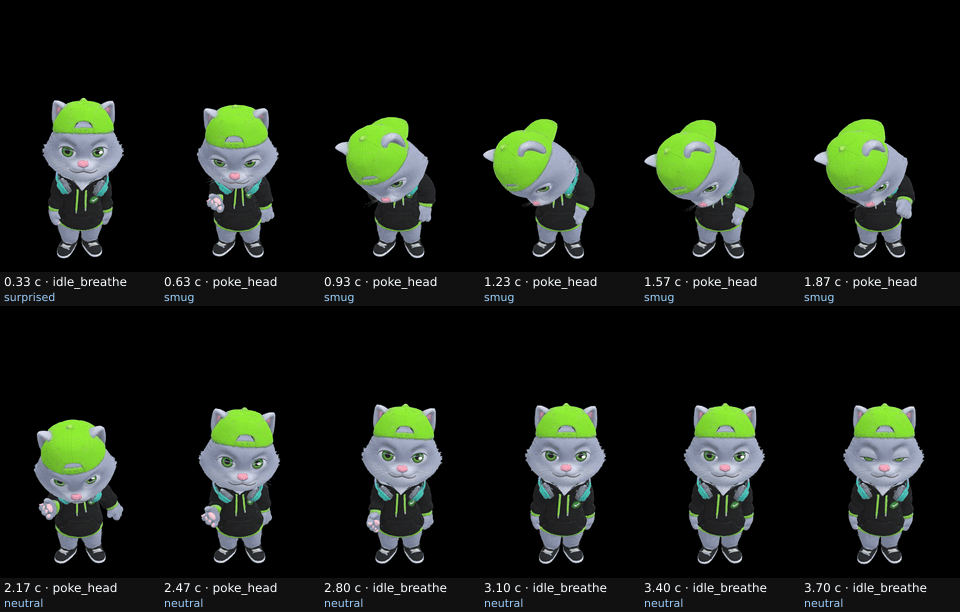 0.33 c · idle_breathe
surprised
0.63 c · poke_head
smug
0.93 c · poke_head
smug
1.23 c · poke_head
smug
1.57 c · poke_head
smug
1.87 c · poke_head
smug
2.17 c · poke_head
neutral
2.47 c · poke_head
neutral
2.80 c · idle_breathe
neutral
3.10 c · idle_breathe
neutral
3.40 c · idle_breathe
neutral
3.70 c · idle_breathe
neutral